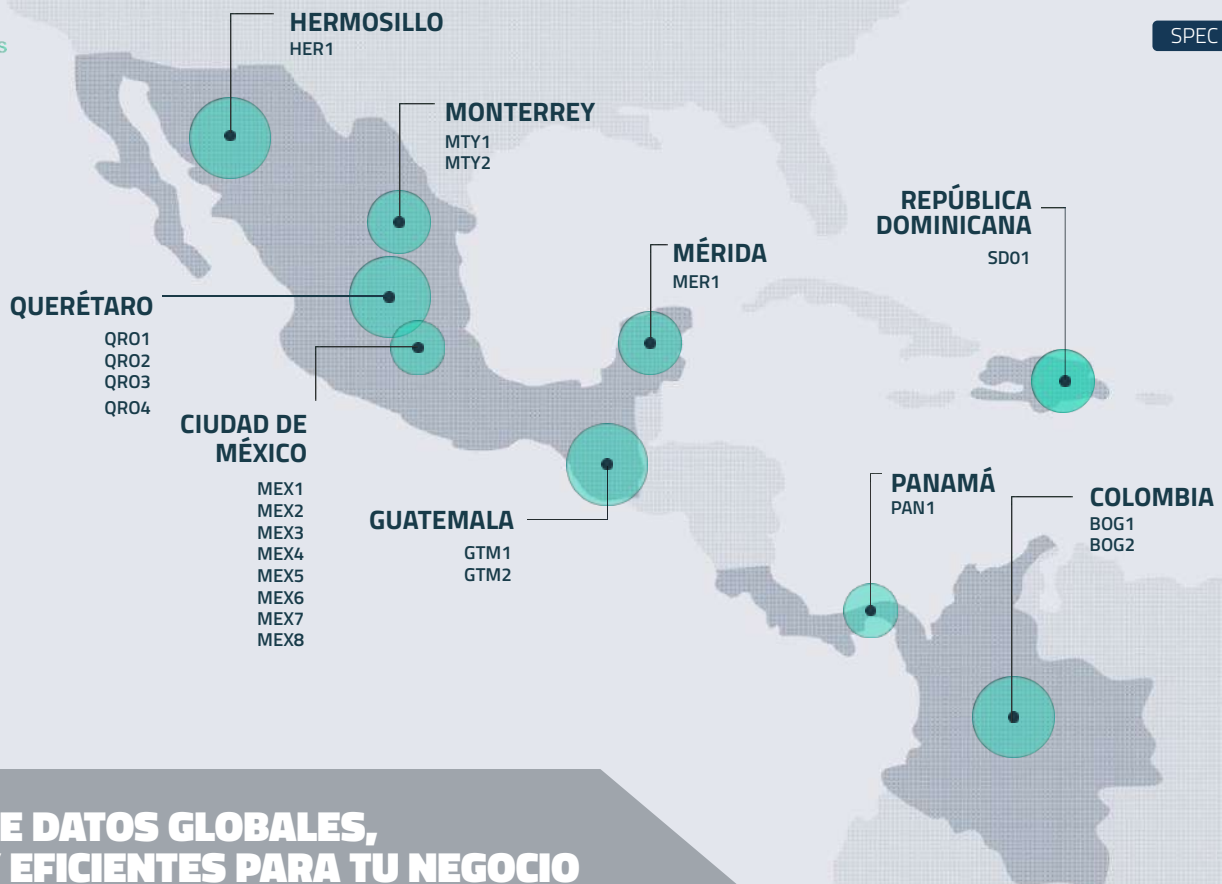 HERMOSILLO
HER1
S
SPEC
MONTERREY
MTY1
MTY2
REPÚBLICA
DOMINICANA
SDO1
MÉRIDA
MER1
QUERÉTARO
QRO1
QRO2
QRO3
QRO4
CIUDAD DE
MÉXICO
MEX1
MEX2
MEX3
MEX4
MEX5
MEX6
MEX7
MEX8
GUATEMALA
GTM1
GTM2
PANAMÁ
PAN1
COLOMBIA
BOG1
BOG2
E DATOS GLOBALES,
Y EFICIENTES PARA TU NEGOCIO